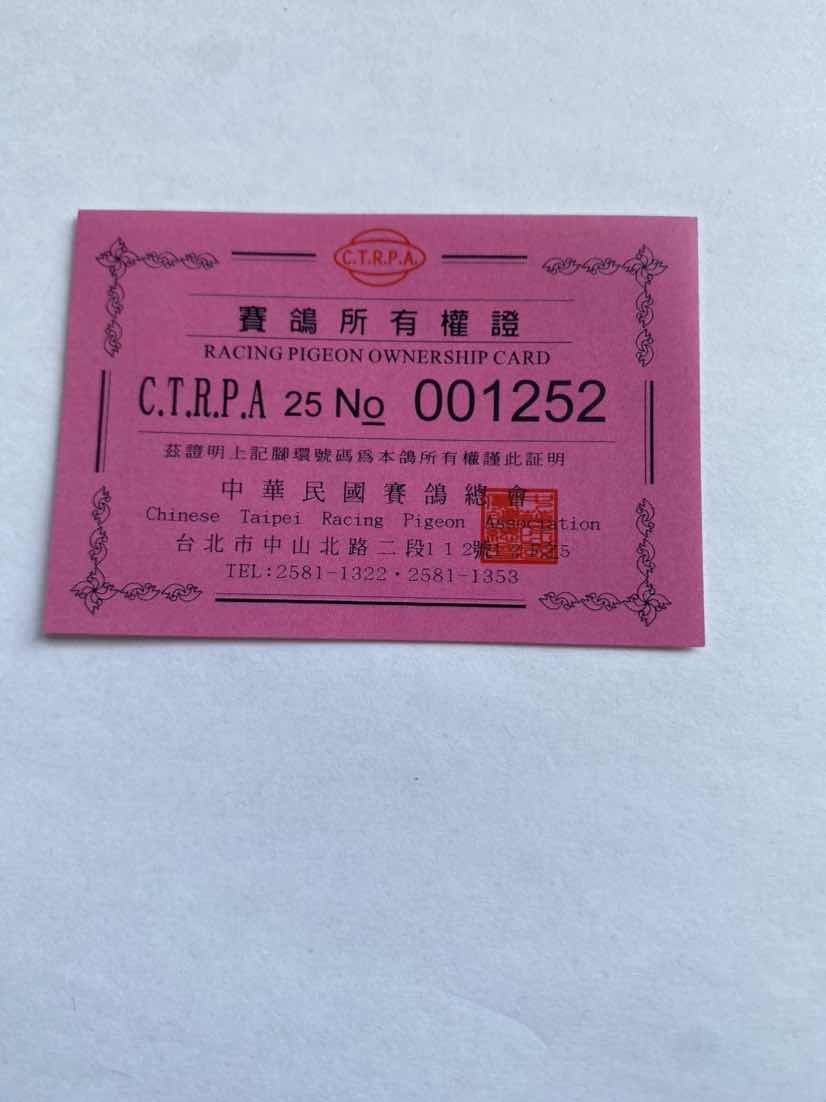 C.T.R.P.A.
賽鴿所有權證
RACING PIGEON OWNERSHIP CARD
C.T.R.P.A 25 No 001252
茲證明上記腳環號碼爲本鴿所有權謹此証明
中華民國賽鴿總會
Chinese Taipei Racing Pigeon Association
台北市中山北路二段112號
TEL:2581-1322·2581-1353